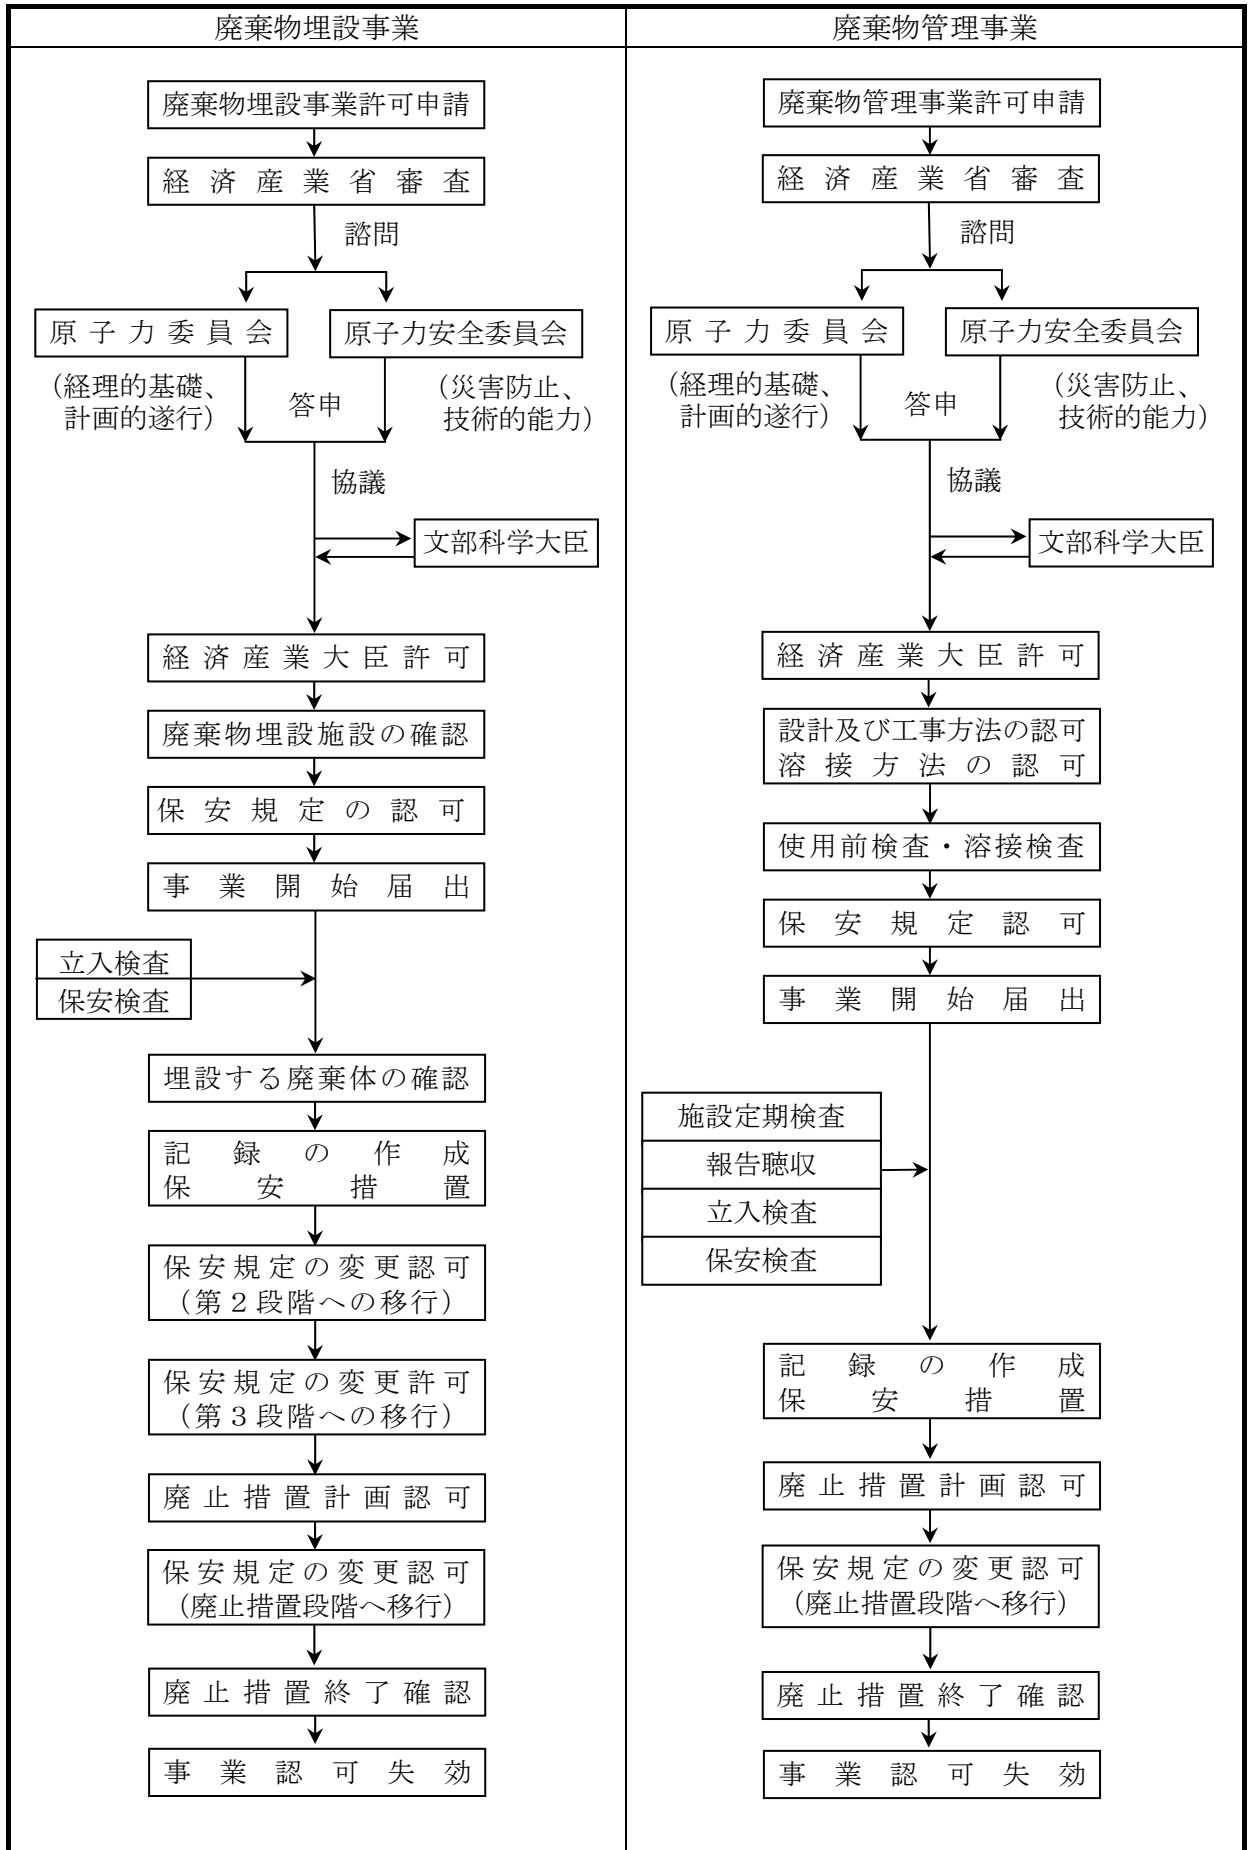 廃棄物埋設事業
廃棄物埋設事業許可申請
経済産業省審査
諮問
原子力委員会
原子力安全委員会
（経理的基礎、
計画的遂行）
答申
（災害防止、
技術的能力）
協議
文部科学大臣
経済産業大臣許可
廃棄物埋設施設の確認
保安規定の認可
事業開始届出
立入検査
保安検査
埋設する廃棄体の確認
記録の作成
保安措置
保安規定の変更認可
（第２段階への移行）
保安規定の変更許可
（第３段階への移行）
廃止措置計画認可
保安規定の変更認可
（廃止措置段階へ移行）
廃止措置終了確認
事業認可失効
廃棄物管理事業
廃棄物管理事業許可申請
経済産業省審査
諮問
原子力委員会
原子力安全委員会
（経理的基礎、
計画的遂行）
答申
（災害防止、
技術的能力）
協議
文部科学大臣
経済産業大臣許可
設計及び工事方法の認可
溶接方法の認可
使用前検査・溶接検査
保安規定認可
事業開始届出
施設定期検査
報告聴収
立入検査
保安検査
記録の作成
保安措置
廃止措置計画認可
保安規定の変更認可
（廃止措置段階へ移行）
廃止措置終了確認
事業認可失効